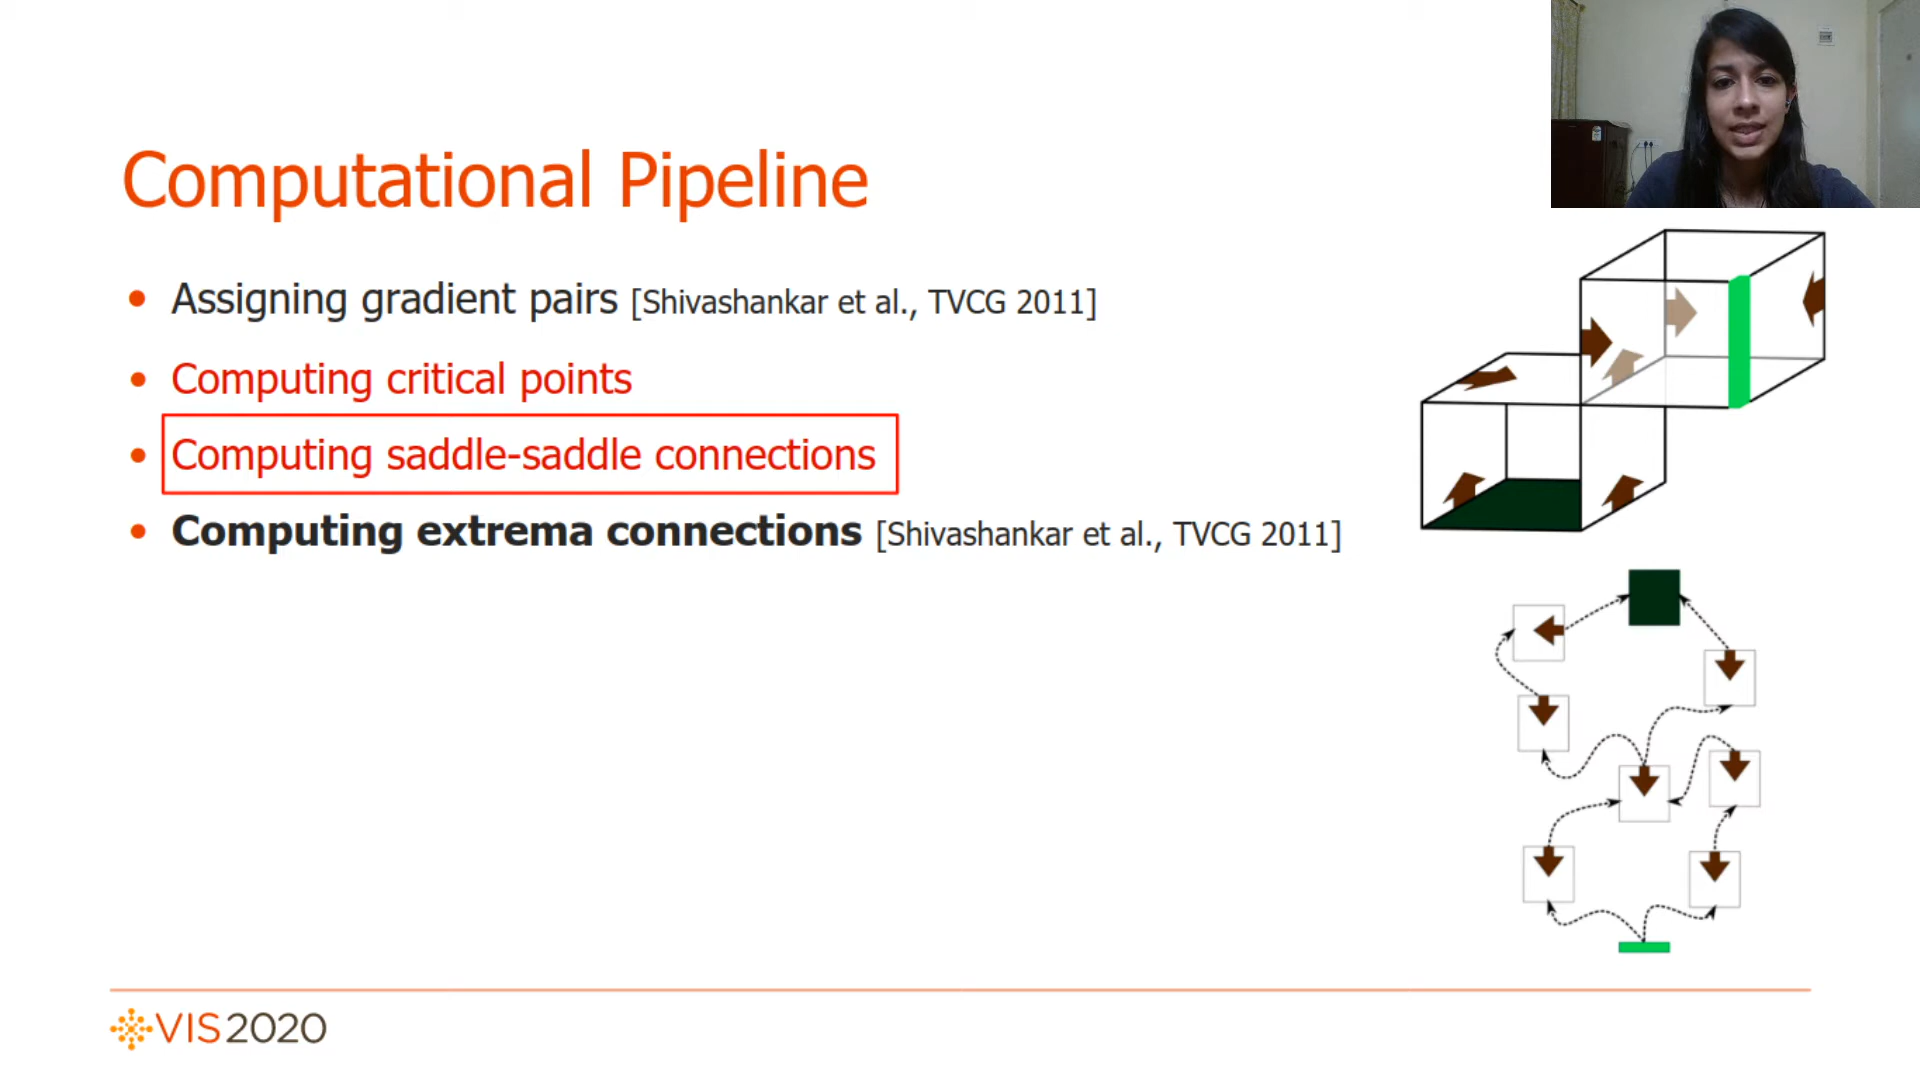 Computational Pipeline
• Assigning gradient pairs [Shivashankar et al., TVCG 2011]
• Computing critical points
• Computing saddle-saddle connections
• Computing extrema connections [Shivashankar et al., TVCG 2011]
VIS2020